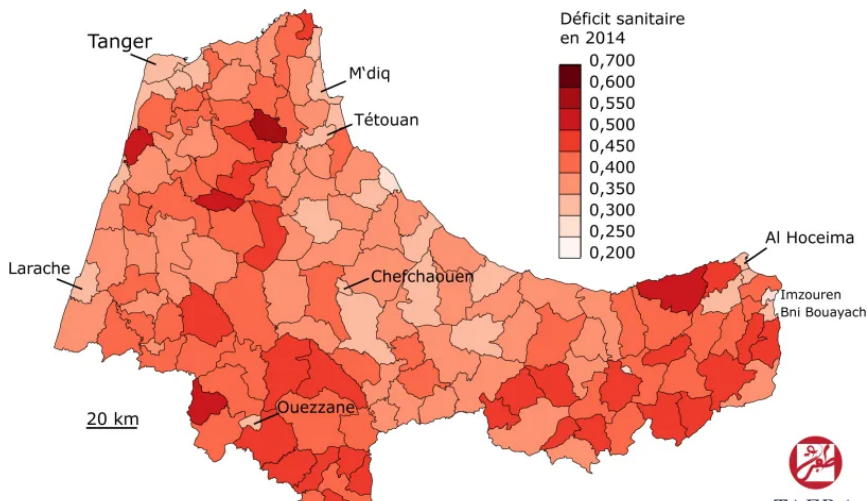 Déficit sanitaire
en 2014
0,700
0,600
0,550
0,500
0,450
0,400
0,350
0,300
0,250
0,200
Tanger
M'diq
Tétouan
Larache
Chefchaouen
Al Hoceima
Imzouren
Bni Bouayach
Ouezzane
20 km